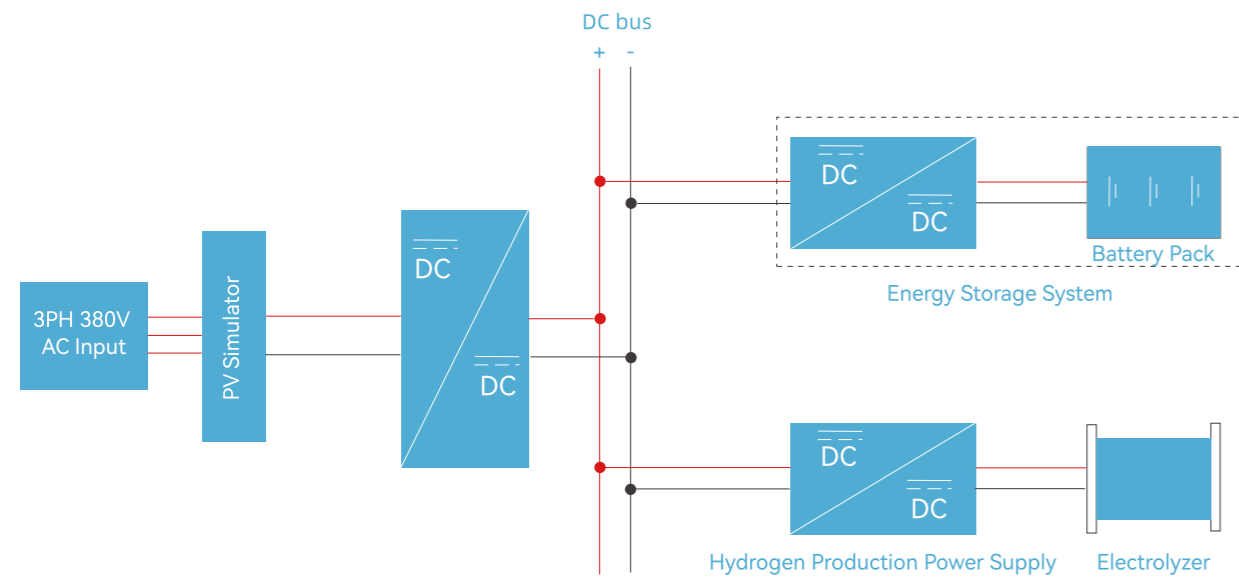 DC bus
+ -
DC
DC
Battery Pack
Energy Storage System
DC
DC
3PH 380V
AC Input
PV Simulator
DC
DC
Hydrogen Production Power Supply
Electrolyzer